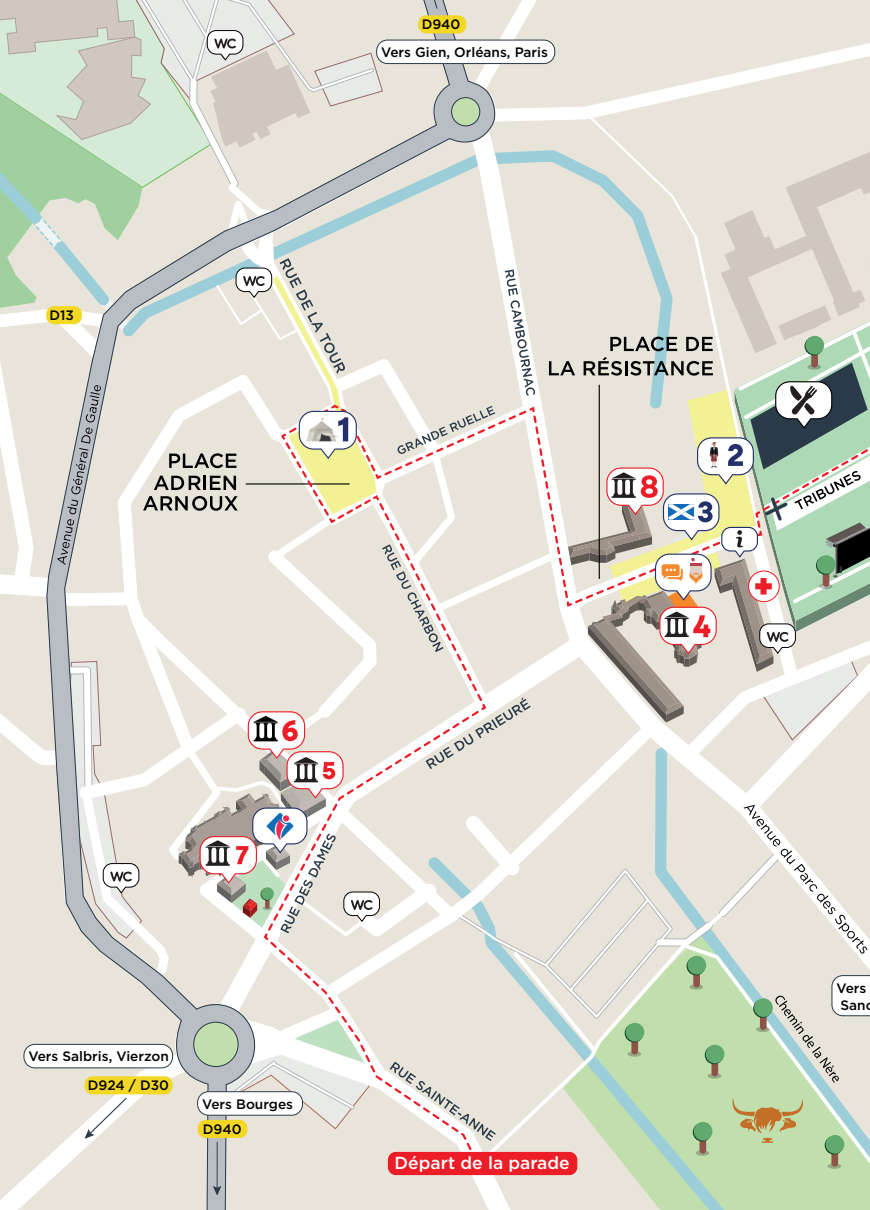 D940
Vers Gien, Orléans, Paris
WC
WC
D13
RUE DE LA TOUR
RUE CAMBOURNAC
PLACE DE
LA RÉSISTANCE
Avenue du Général De Gaulle
1
GRANDE RUELLE
PLACE
ADRIEN
ARNOUX
2
8
3
TRIBUNES
i
4
WC
RUE DU CHARBON
RUE DU PRIEURÉ
6
5
7
RUE DES DAMES
WC
WC
Avenue du Parc des Sports
Vers
Sanc
Chemin de la Nère
Vers Salbris, Vierzon
D924 / D30
Vers Bourges
D940
RUE SAINTE-ANNE
Départ de la parade